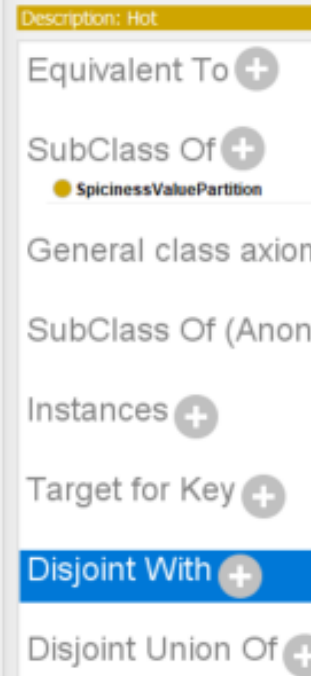 Description: Hot
Equivalent To
SubClass Of
SpicinessValuePartition
General class axiom
SubClass Of (Anon
Instances
Target for Key
Disjoint With
Disjoint Union Of